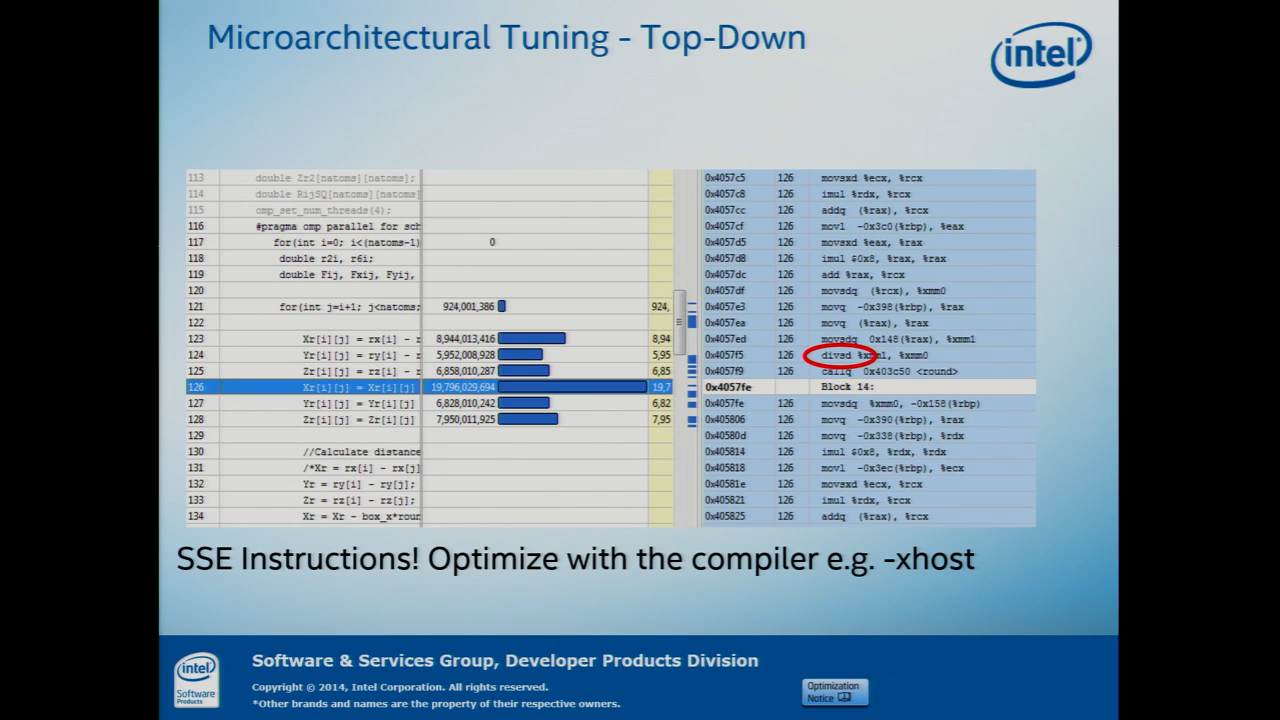 Microarchitectural Tuning - Top-Down
intel
113 double Zr2[natoms][natoms];
114 double RijSQ[natoms][natoms]
115 omp_set_num_threads(4);
116 #pragma omp parallel for sch
117 for(int i=0; i<(natoms-1) 0
118 double r2i, r6i;
119 double Fij, Fxij, Fyij,
120
121 for(int j=i+1; j<natoms; 924,001,386 924,
122
123 Xr[i][j] = rx[i] - r 8,944,013,416 8,94
124 Yr[i][j] = ry[i] - r 5,952,008,928 5,95
125 Zr[i][j] = rz[i] - r 6,858,010,287 6,85
126 Xr[i][j] = Xr[i][j] 19,796,029,694 19,7
127 Yr[i][j] = Yr[i][j] 6,828,010,242 6,82
128 Zr[i][j] = Zr[i][j] 7,950,011,925 7,95
129
130 //Calculate distance
131 /*Xr = rx[i] - rx[j]
132 Yr = ry[i] - ry[j];
133 Zr = rz[i] - rz[j];
134 Xr = Xr - box_x*roun
0x4057c5 126 movsxd %ecx, %rcx
0x4057c8 126 imul %rdx, %rcx
0x4057cc 126 addq (%rax), %rcx
0x4057cf 126 movl -0x3c0(%rbp), %eax
0x4057d5 126 movsxd %eax, %rax
0x4057d8 126 imul $0x8, %rax, %rax
0x4057dc 126 add %rax, %rcx
0x4057df 126 movsdq (%rcx), %xmm0
0x4057e3 126 movq -0x398(%rbp), %rax
0x4057ea 126 movq (%rax), %rax
0x4057ed 126 movsdq 0x148(%rax), %xmm1
0x4057f5 126 divsd %xmm1, %xmm0
0x4057f9 126 callq 0x403c50 <round>
0x4057fe Block 14:
0x4057fe 126 movsdq %xmm0, -0x158(%rbp)
0x405806 126 movq -0x390(%rbp), %rax
0x40580d 126 movq -0x338(%rbp), %rdx
0x405814 126 imul $0x8, %rdx, %rdx
0x405818 126 movl -0x3ec(%rbp), %ecx
0x40581e 126 movsxd %ecx, %rcx
0x405821 126 imul %rdx, %rcx
0x405825 126 addq (%rax), %rcx
SSE Instructions! Optimize with the compiler e.g. -xhost
intel
Software
Products
Software & Services Group, Developer Products Division
Copyright © 2014, Intel Corporation. All rights reserved.
*Other brands and names are the property of their respective owners.
Optimization
Notice